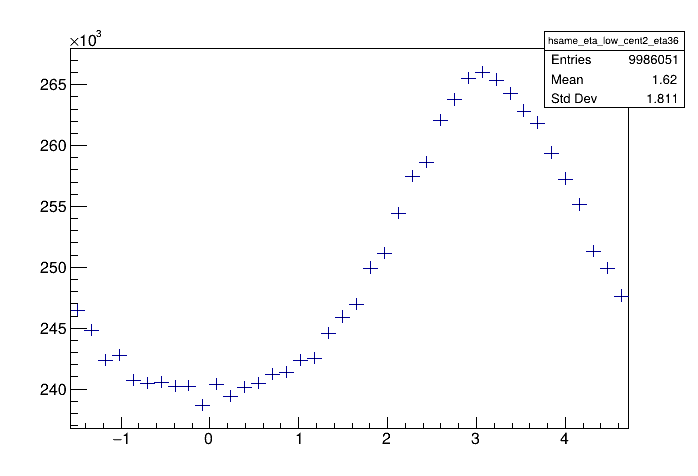 ×10³
hsame_eta_low_cent2_eta36
Entries 9986051
Mean 1.62
Std Dev 1.811
265
260
255
250
245
240
−1 0 1 2 3 4